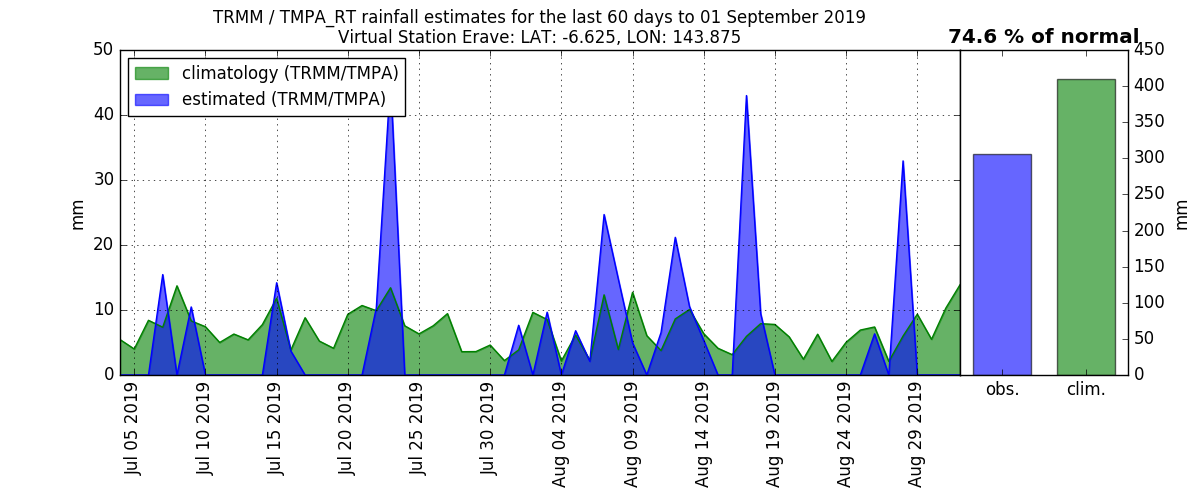 TRMM / TMPA_RT rainfall estimates for the last 60 days to 01 September 2019
Virtual Station Erave: LAT: -6.625, LON: 143.875
74.6 % of normal
climatology (TRMM/TMPA)
estimated (TRMM/TMPA)
50
40
30
20
10
0
mm
Jul 05 2019
Jul 10 2019
Jul 15 2019
Jul 20 2019
Jul 25 2019
Jul 30 2019
Aug 04 2019
Aug 09 2019
Aug 14 2019
Aug 19 2019
Aug 24 2019
Aug 29 2019
obs.
clim.
450
400
350
300
250
200
150
100
50
0
mm